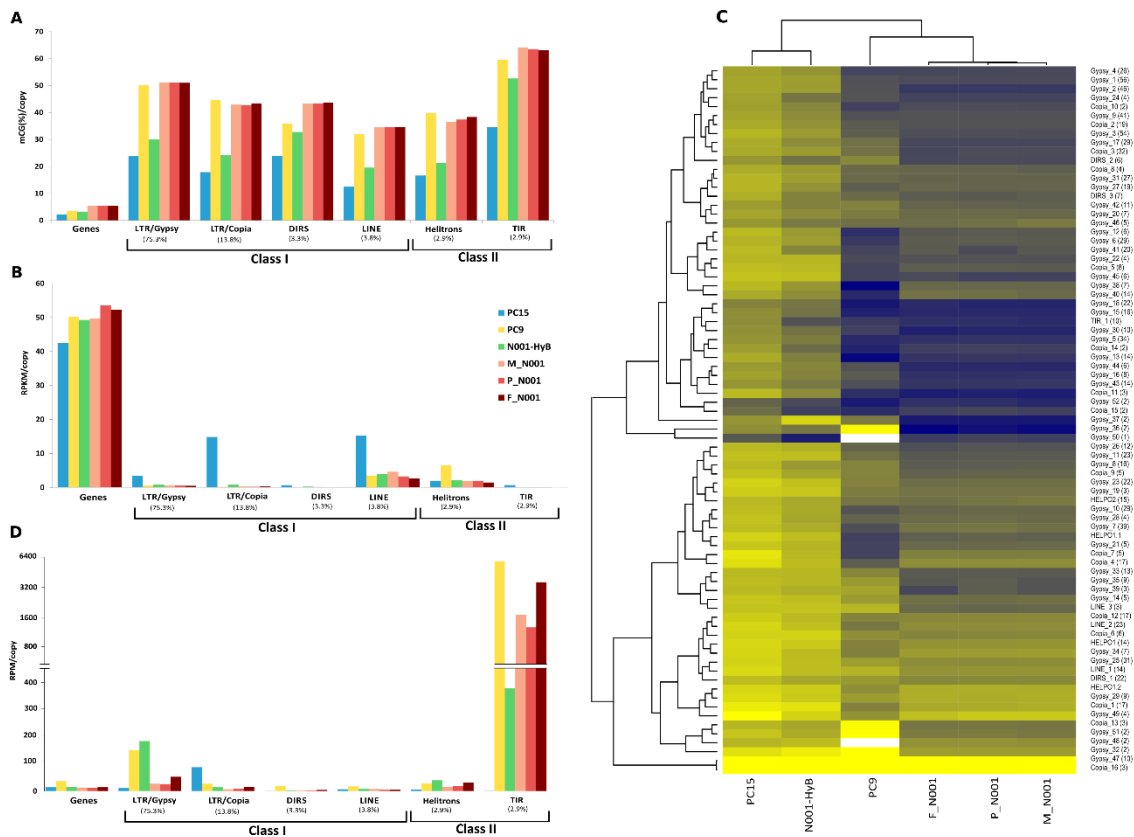 A
mCG(%)/copy
70
60
50
40
30
20
10
0
Genes
LTR/Gypsy
(75.3%)
LTR/Copia
(13.8%)
DIRS
(3.3%)
LINE
(3.8%)
Helitrons
(2.9%)
TIR
(2.9%)
Class I
Class II
B
RPKM/copy
60
50
40
30
20
10
0
PC15
PC9
N001-HyB
M_N001
P_N001
F_N001
Genes
LTR/Gypsy
(75.3%)
LTR/Copia
(13.8%)
DIRS
(3.3%)
LINE
(3.8%)
Helitrons
(2.9%)
TIR
(2.9%)
Class I
Class II
D
RPM/copy
6400
3200
1600
800
400
300
200
100
0
Genes
LTR/Gypsy
(75.3%)
LTR/Copia
(13.8%)
DIRS
(3.3%)
LINE
(3.8%)
Helitrons
(2.9%)
TIR
(2.9%)
Class I
Class II
C
Gypsy_4 (26)
Gypsy_1 (56)
Gypsy_2 (46)
Gypsy_24 (4)
Copia_10 (2)
Gypsy_9 (41)
Copia_2 (19)
Gypsy_3 (54)
Gypsy_17 (29)
Copia_3 (32)
DIRS_2 (6)
Copia_8 (4)
Gypsy_31 (27)
Gypsy_27 (19)
DIRS_3 (7)
Gypsy_42 (11)
Gypsy_20 (7)
Gypsy_46 (5)
Gypsy_12 (6)
Gypsy_6 (29)
Gypsy_41 (20)
Gypsy_22 (4)
Copia_5 (8)
Gypsy_45 (6)
Gypsy_38 (7)
Gypsy_40 (14)
Gypsy_18 (22)
Gypsy_15 (18)
TIR_1 (10)
Gypsy_30 (10)
Gypsy_5 (34)
Copia_14 (2)
Gypsy_13 (14)
Gypsy_44 (6)
Gypsy_16 (8)
Gypsy_43 (14)
Copia_11 (3)
Gypsy_52 (2)
Copia_15 (2)
Gypsy_37 (2)
Gypsy_36 (2)
Gypsy_50 (1)
Gypsy_26 (12)
Gypsy_11 (23)
Gypsy_8 (18)
Copia_9 (5)
Gypsy_23 (22)
Gypsy_19 (3)
HELPO2 (15)
Gypsy_10 (29)
Gypsy_28 (4)
Gypsy_7 (39)
HELPO1.1
Gypsy_21 (5)
Copia_7 (5)
Copia_4 (17)
Gypsy_33 (13)
Gypsy_35 (9)
Gypsy_39 (3)
Gypsy_14 (5)
LINE_3 (3)
Copia_12 (17)
LINE_2 (23)
Copia_6 (6)
HELPO1 (14)
Gypsy_34 (7)
Gypsy_25 (31)
LINE_1 (14)
DIRS_1 (22)
HELPO1.2
Gypsy_29 (9)
Copia_1 (17)
Gypsy_49 (4)
Copia_13 (3)
Gypsy_51 (2)
Gypsy_48 (2)
Gypsy_32 (2)
Gypsy_47 (10)
Copia_16 (3)
PC15
N001-HyB
PC9
F_N001
P_N001
M_N001